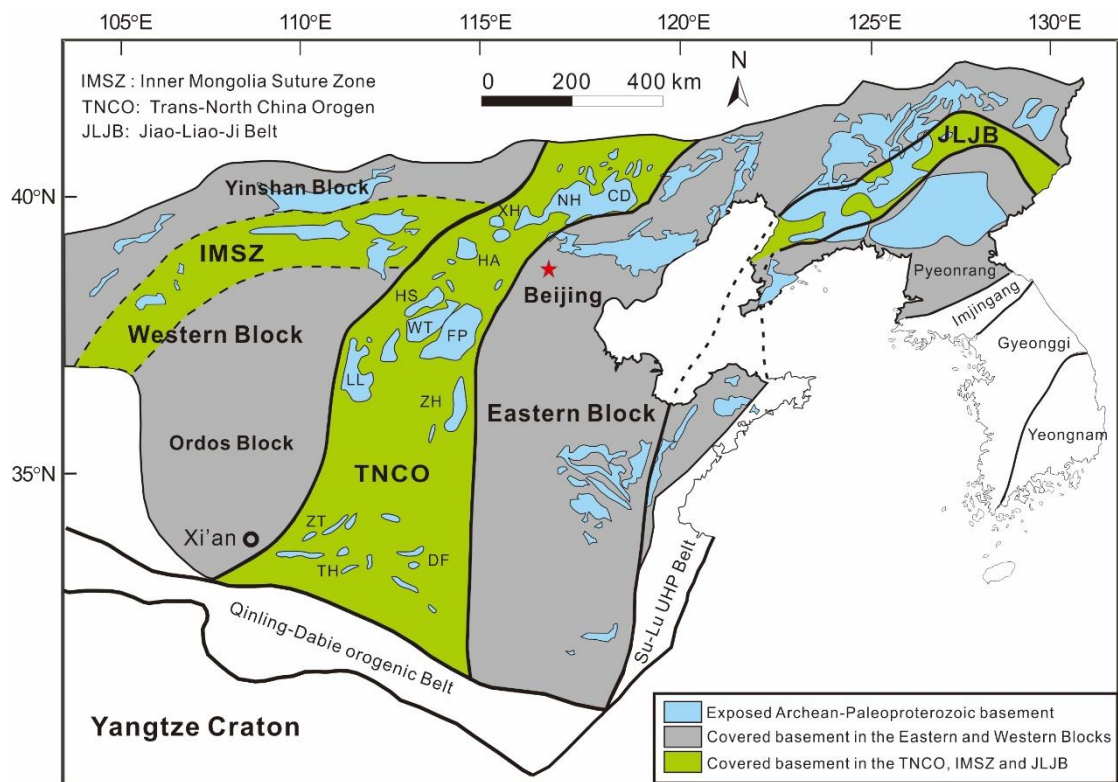 105°E 110°E 115°E 120°E 125°E 130°E
IMSZ : Inner Mongolia Suture Zone
TNCO: Trans-North China Orogen
JLJB: Jiao-Liao-Ji Belt
0 200 400 km
N
JLJB
40°N
Yinshan Block
XH
NH
CD
IMSZ
HA
Pyeonrang
HS
Beijing
Imjingang
WT
FP
Western Block
Gyeonggi
LL
ZH
Eastern Block
Ordos Block
Yeongnam
35°N
TNCO
ZT
Xi'an
TH
DF
Qinling-Dabie orogenic Belt
Su-Lu UHP Belt
Yangtze Craton
Exposed Archean-Paleoproterozoic basement
Covered basement in the Eastern and Western Blocks
Covered basement in the TNCO, IMSZ and JLJB